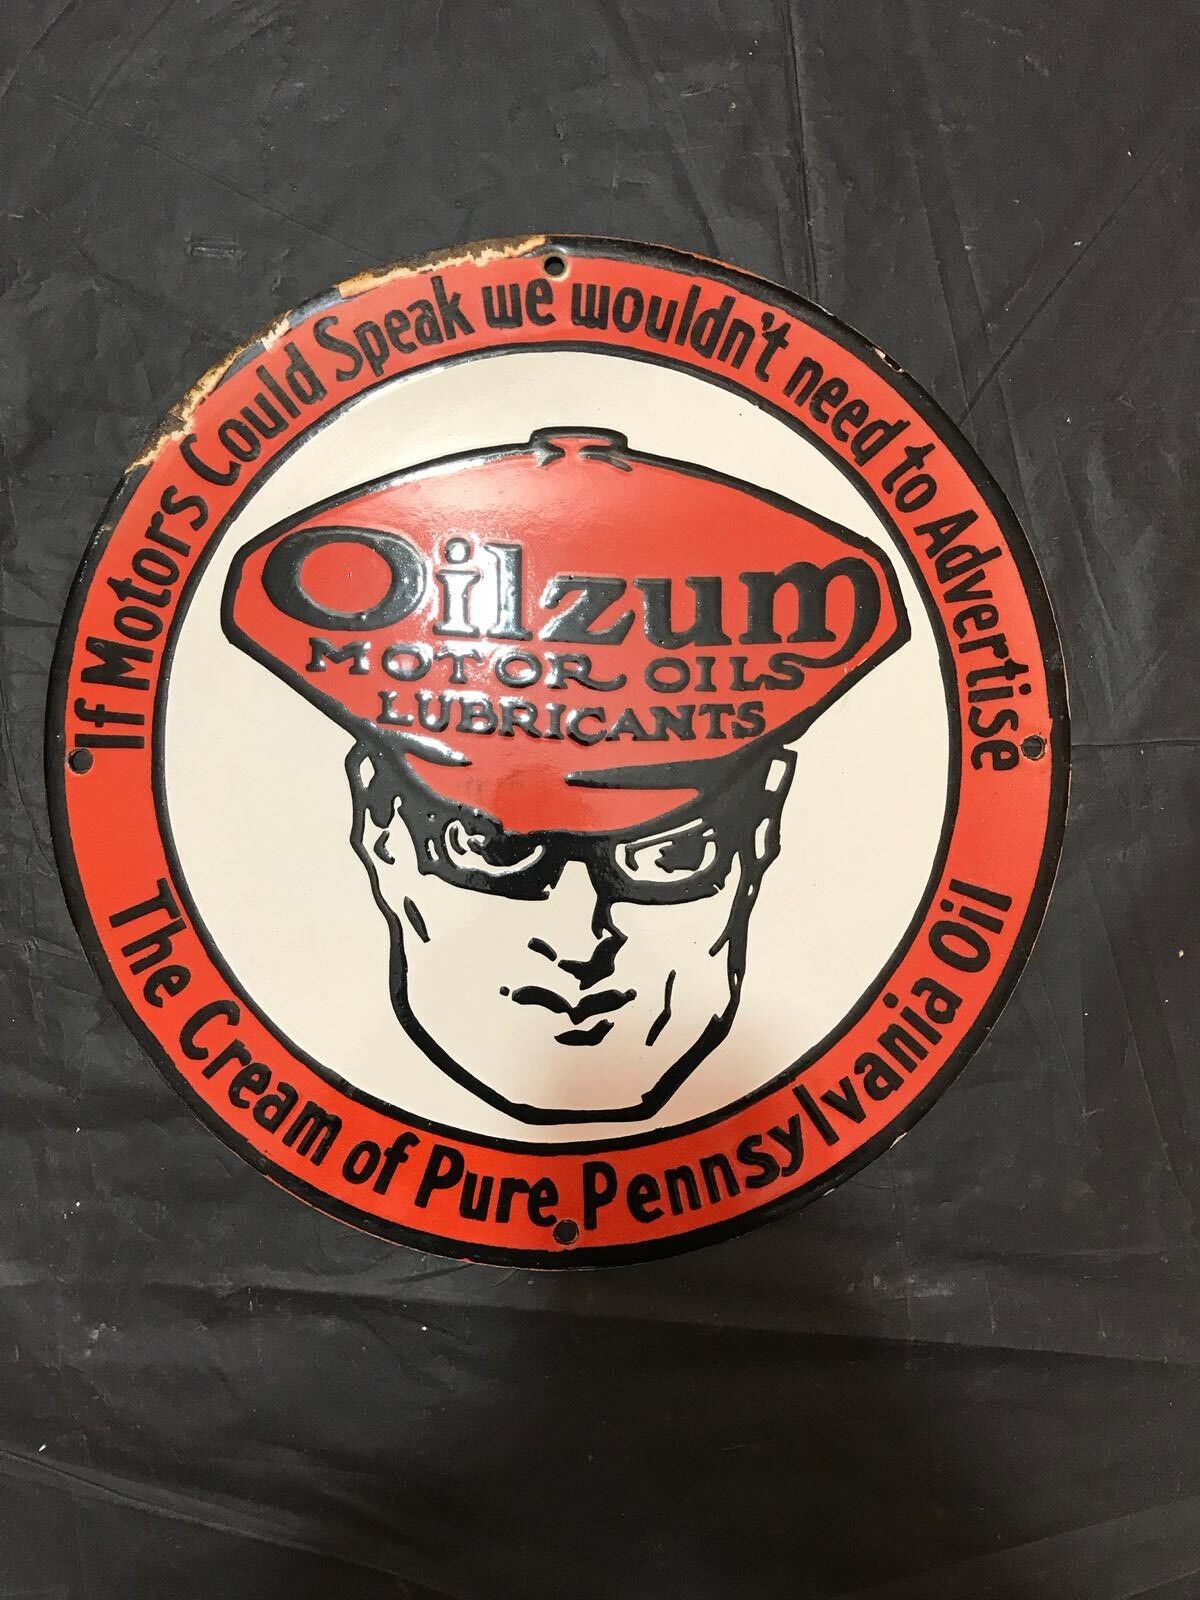 If Motors Could Speak we wouldn't need to Advertise
Oilzum
MOTOR OILS
LUBRICANTS
The Cream of Pure Pennsylvania Oil